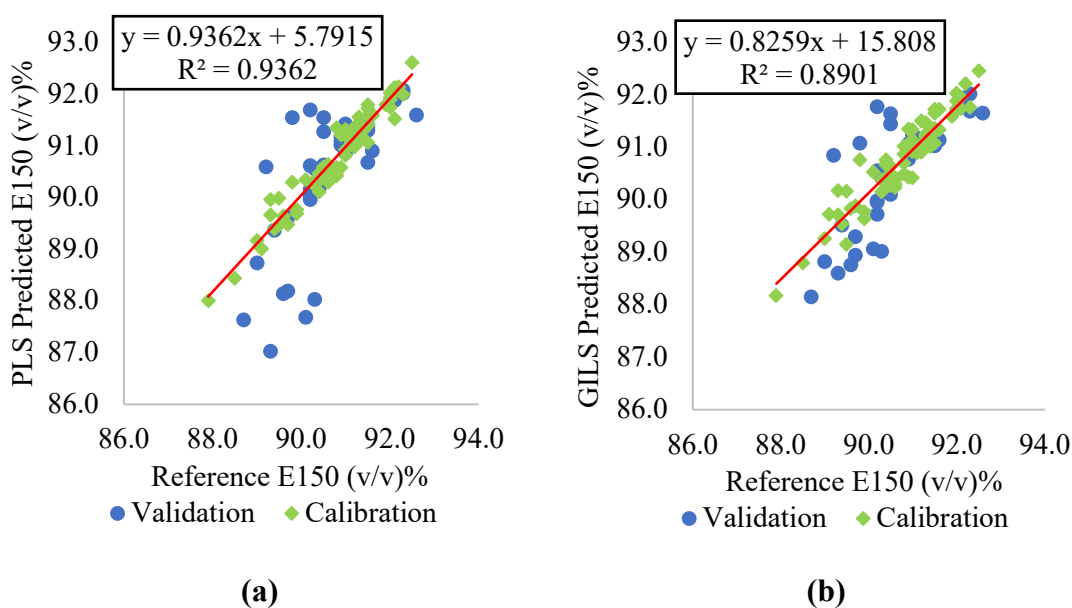 y = 0.9362x + 5.7915
R² = 0.9362
PLS Predicted E150 (v/v)%
93.0
92.0
91.0
90.0
89.0
88.0
87.0
86.0
86.0 88.0 90.0 92.0 94.0
Reference E150 (v/v)%
Validation Calibration
(a)
y = 0.8259x + 15.808
R² = 0.8901
GILS Predicted E150 (v/v)%
93.0
92.0
91.0
90.0
89.0
88.0
87.0
86.0
86.0 88.0 90.0 92.0 94.0
Reference E150 (v/v)%
Validation Calibration
(b)